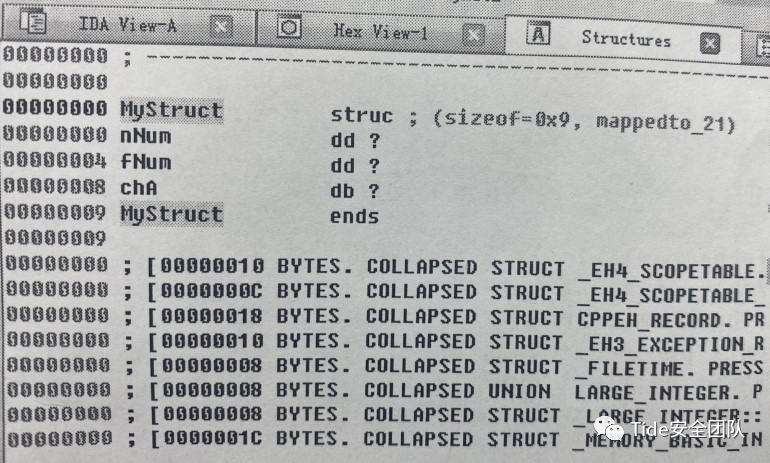 IDA View-A Hex View-1 Structures
00000000 ; ----------------------------------------------------------------
00000000
00000000 MyStruct struc ; (sizeof=0x9, mappedto_21)
00000000 nNum dd ?
00000004 fNum dd ?
00000008 chA db ?
00000009 MyStruct ends
00000009
00000000 ; [00000010 BYTES. COLLAPSED STRUCT _EH4_SCOPETABLE.
00000000 ; [0000000C BYTES. COLLAPSED STRUCT _EH4_SCOPETABLE_
00000000 ; [00000018 BYTES. COLLAPSED STRUCT CPPEH_RECORD. PR
00000000 ; [00000010 BYTES. COLLAPSED STRUCT _EH3_EXCEPTION_R
00000000 ; [00000008 BYTES. COLLAPSED STRUCT _FILETIME. PRESS
00000000 ; [00000008 BYTES. COLLAPSED UNION LARGE_INTEGER. P
00000000 ; [00000008 BYTES. COLLAPSED STRUCT _LARGE_INTEGER::
00000000 ; [0000001C BYTES. COLLAPSED STRUCT _MEMORY_BASIC_IN
Tide安全团队